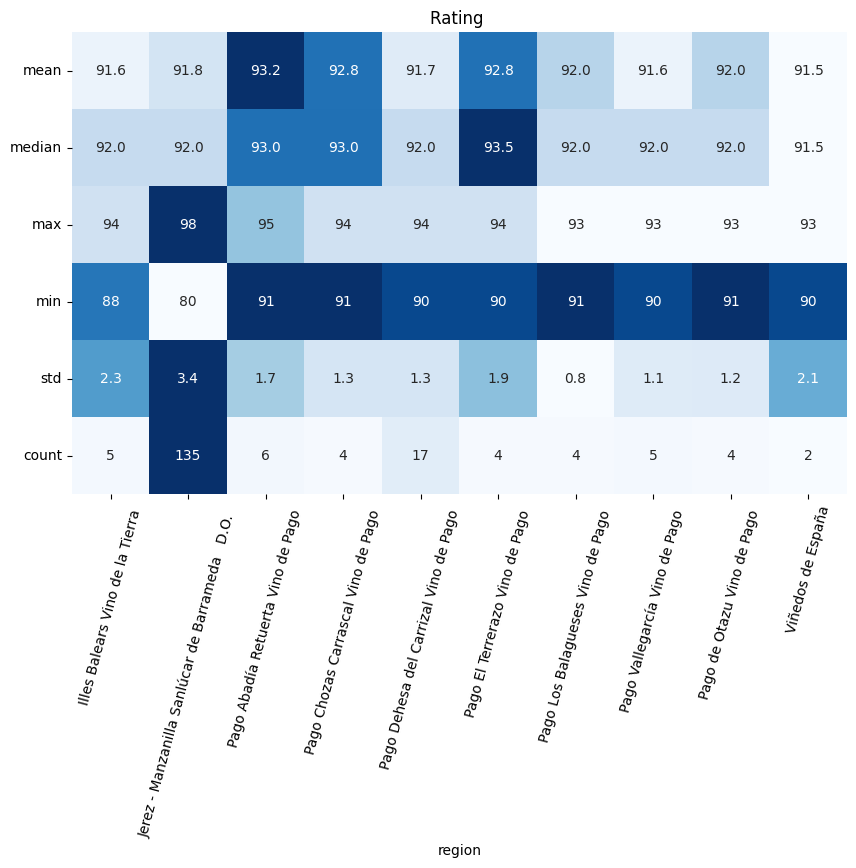 Rating
mean 91.6 91.8 93.2 92.8 91.7 92.8 92.0 91.6 92.0 91.5
median 92.0 92.0 93.0 93.0 92.0 93.5 92.0 92.0 92.0 91.5
max 94 98 95 94 94 94 93 93 93 93
min 88 80 91 91 90 90 91 90 91 90
std 2.3 3.4 1.7 1.3 1.3 1.9 0.8 1.1 1.2 2.1
count 5 135 6 4 17 4 4 5 4 2
Illes Balears Vino de la Tierra
Jerez - Manzanilla Sanlúcar de Barrameda   D.O.
Pago Abadía Retuerta Vino de Pago
Pago Chozas Carrascal Vino de Pago
Pago Dehesa del Carrizal Vino de Pago
Pago El Terrerazo Vino de Pago
Pago Los Balagueses Vino de Pago
Pago Vallegarcía Vino de Pago
Pago de Otazu Vino de Pago
Viñedos de España
region